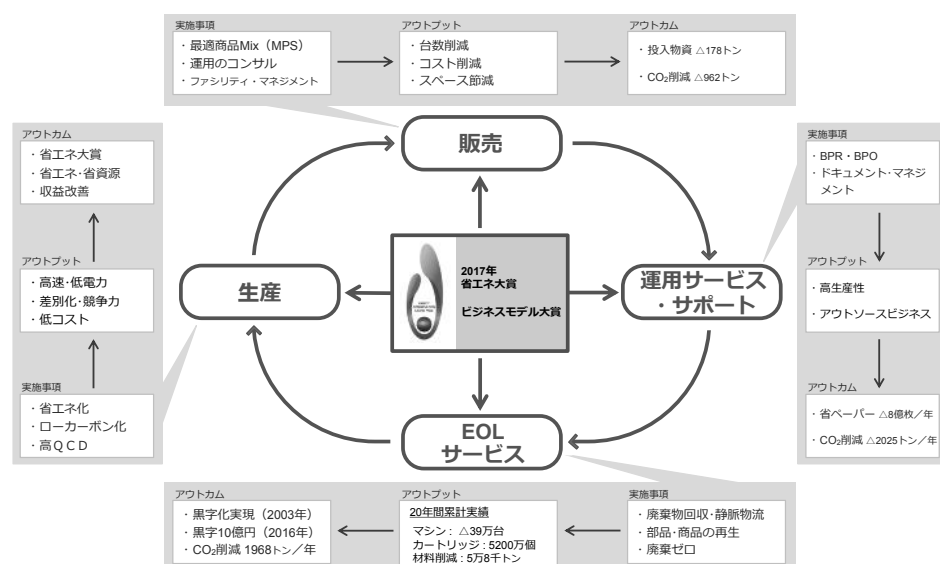 実施事項
・最適商品Mix（MPS）
・運用のコンサル
・ファシリティ・マネジメント
アウトプット
・台数削減
・コスト削減
・スペース節減
アウトカム
・投入物資 △178トン
・CO₂削減 △962トン
アウトカム
・省エネ大賞
・省エネ・省資源
・収益改善
アウトプット
・高速・低電力
・差別化・競争力
・低コスト
実施事項
・省エネ化
・ローカーボン化
・高ＱＣＤ
販売
生産
2017年
省エネ大賞
ビジネスモデル大賞
運用サービス
・サポート
EOL
サービス
実施事項
・BPR・BPO
・ドキュメント・マネジ
メント
アウトプット
・高生産性
・アウトソースビジネス
アウトカム
・省ペーパー △8億枚／年
・CO₂削減 △2025トン／年
アウトカム
・黒字化実現（2003年）
・黒字10億円（2016年）
・CO₂削減 1968トン／年
アウトプット
20年間累計実績
マシン： △39万台
カートリッジ：5200万個
材料削減：5万8千トン
実施事項
・廃棄物回収・静脈物流
・部品・商品の再生
・廃棄ゼロ